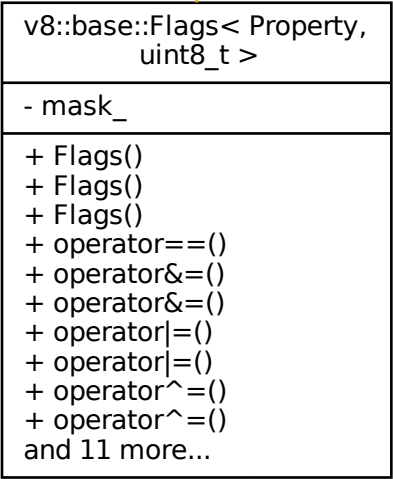 v8::base::Flags< Property,
uint8_t >
- mask_
+ Flags()
+ Flags()
+ Flags()
+ operator==()
+ operator&=()
+ operator&=()
+ operator|=()
+ operator|=()
+ operator^=()
+ operator^=()
and 11 more...